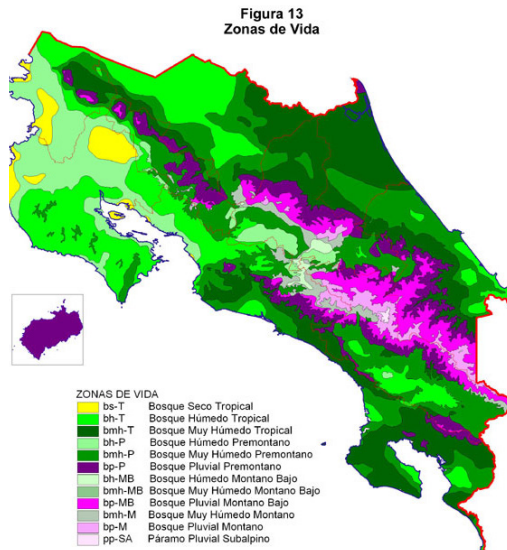 Figura 13
Zonas de Vida
ZONAS DE VIDA
bs-T Bosque Seco Tropical
bh-T Bosque Húmedo Tropical
bmh-T Bosque Muy Húmedo Tropical
bh-P Bosque Húmedo Premontano
bmh-P Bosque Muy Húmedo Premontano
bp-P Bosque Pluvial Premontano
bh-MB Bosque Húmedo Montano Bajo
bmh-MB Bosque Muy Húmedo Montano Bajo
bp-MB Bosque Pluvial Montano Bajo
bmh-M Bosque Muy Húmedo Montano
bp-M Bosque Pluvial Montano
pp-SA Páramo Pluvial Subalpino